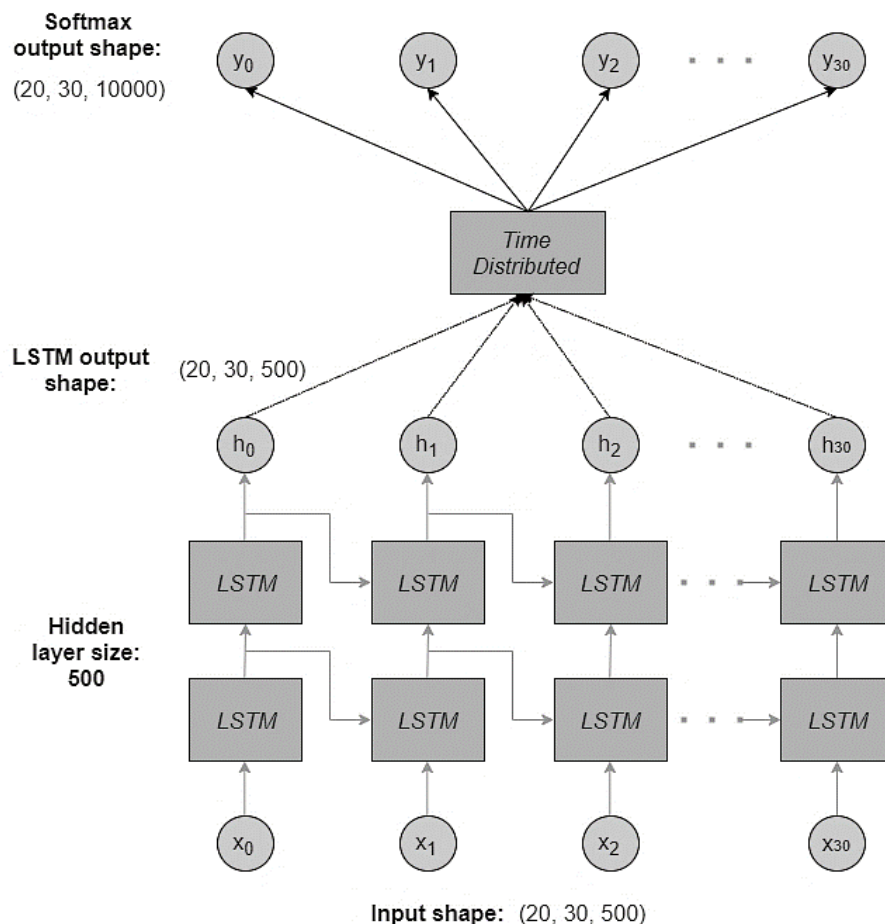 Softmax
output shape:
(20, 30, 10000)
y0 y1 y2 . . . y30
Time
Distributed
LSTM output
shape:
(20, 30, 500)
h0 h1 h2 . . . h30
LSTM LSTM LSTM . . . LSTM
Hidden
layer size:
500
LSTM LSTM LSTM . . . LSTM
x0 x1 x2 . . . x30
Input shape: (20, 30, 500)